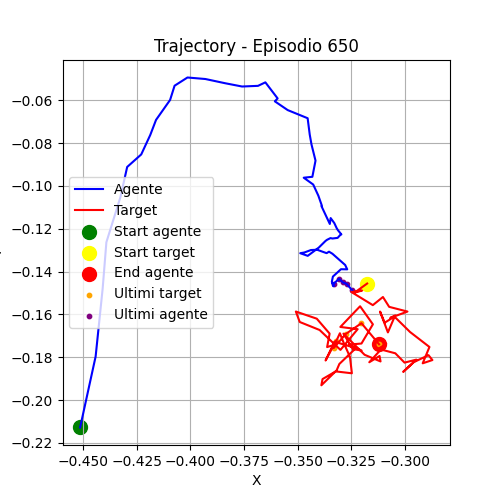 Trajectory - Episodio 650
−0.06
−0.08
−0.10
−0.12
−0.14
−0.16
−0.18
−0.20
−0.22
Agente
Target
Start agente
Start target
End agente
Ultimi target
Ultimi agente
−0.450 −0.425 −0.400 −0.375 −0.350 −0.325 −0.300
X